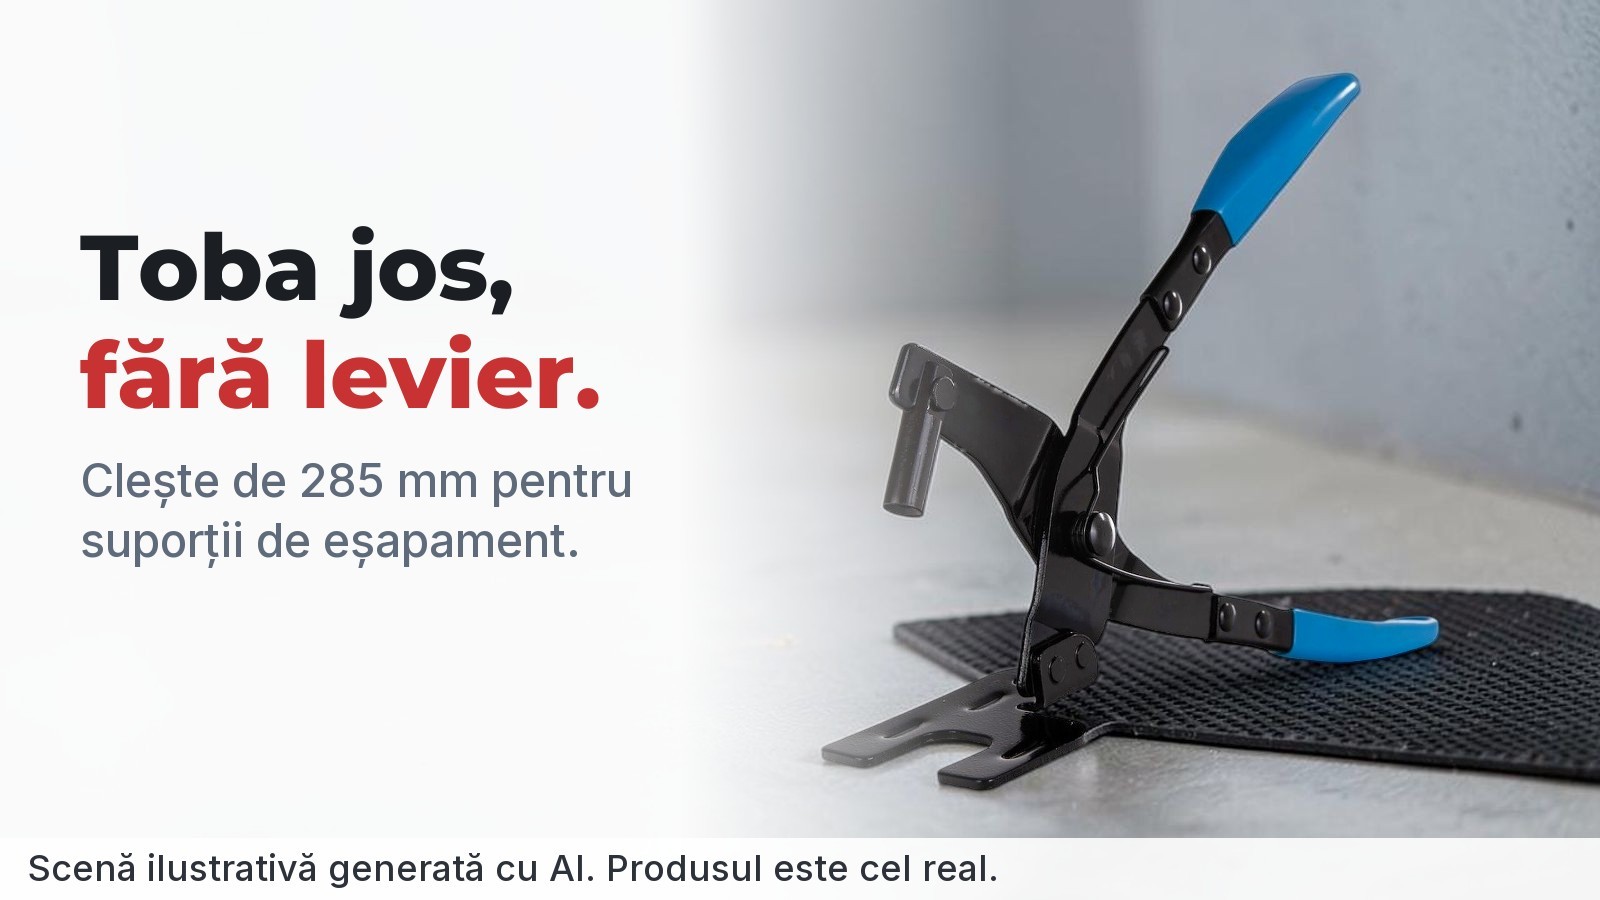 Toba jos,
fără levier.
Clește de 285 mm pentru
suporții de eșapament.
Scenă ilustrativă generată cu AI. Produsul este cel real.